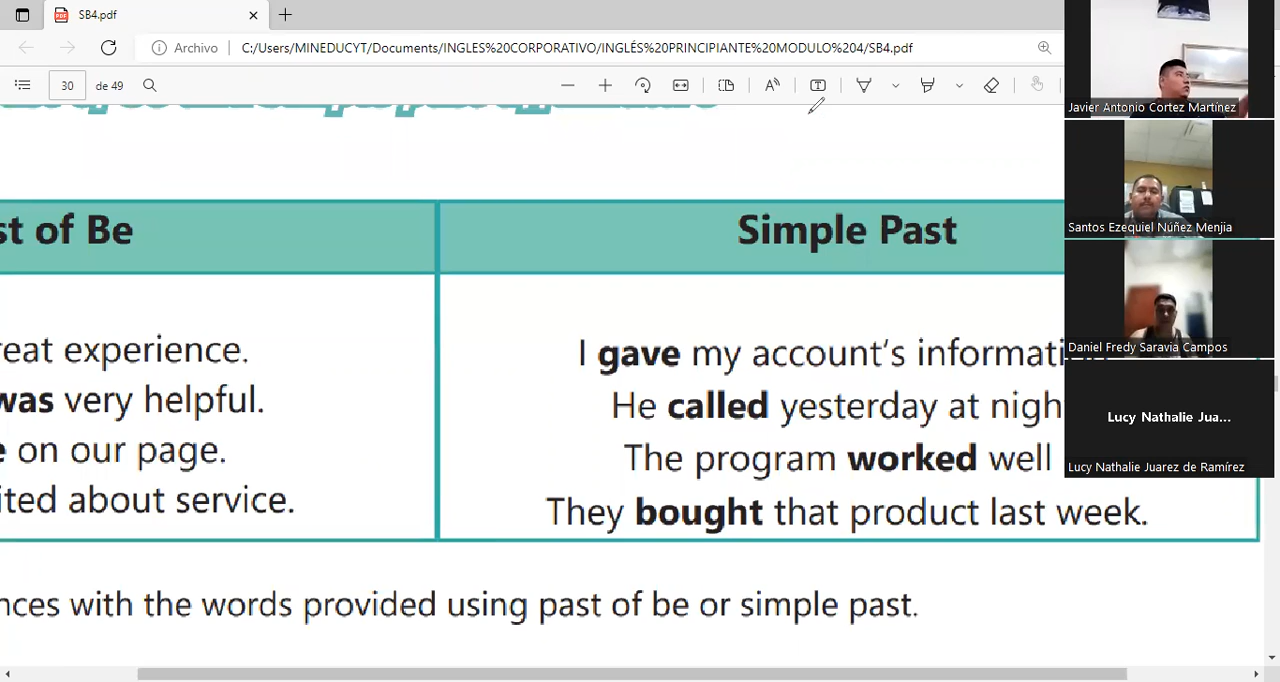 SB4.pdf
Archivo
C:/Users/MINEDUCYT/Documents/INGLES%20CORPORATIVO/INGLÉS%20PRINCIPIANTE%20MODULO%204/SB4.pdf
30 de 49
st of Be
Simple Past
reat experience.
was very helpful.
e on our page.
ited about service.
I gave my account's informati
He called yesterday at nigh
The program worked well
They bought that product last week.
nces with the words provided using past of be or simple past.
Javier Antonio Cortez Martínez
Santos Ezequiel Núñez Menjia
Daniel Fredy Saravia Campos
Lucy Nathalie Jua...
Lucy Nathalie Juarez de Ramírez